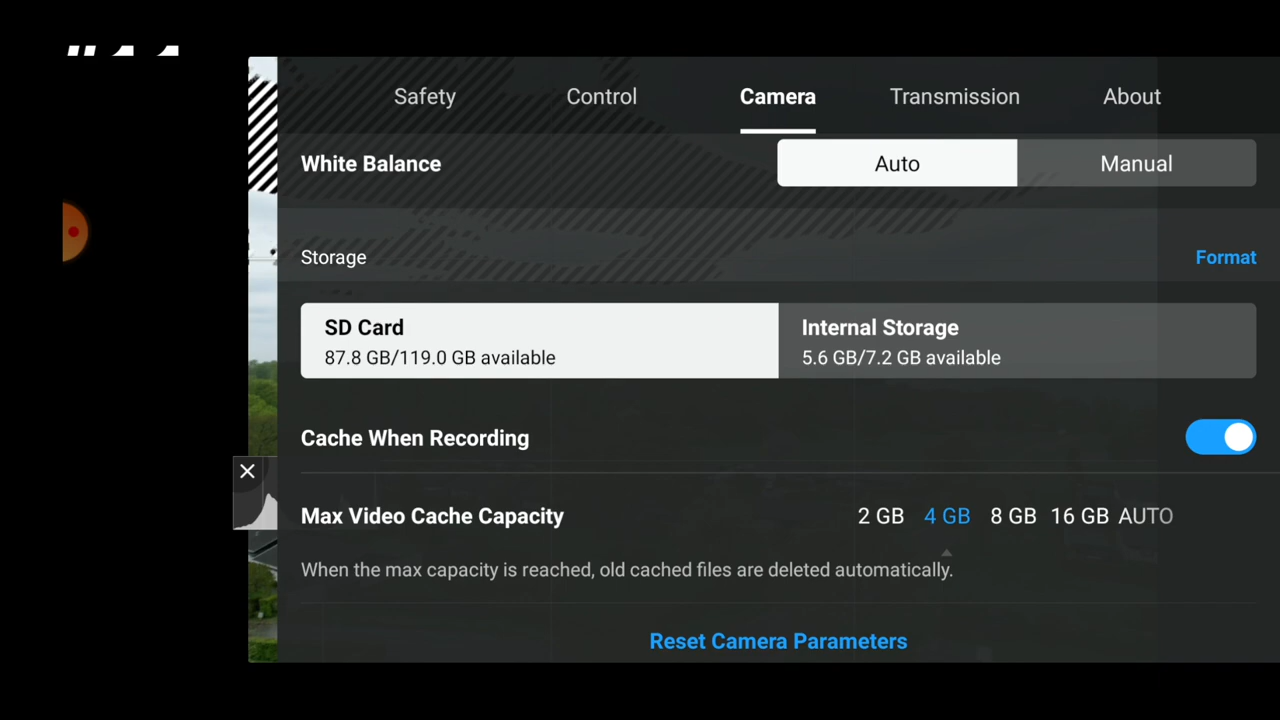 Safety Control Camera Transmission About
White Balance Auto Manual
Storage Format
SD Card Internal Storage
87.8 GB/119.0 GB available 5.6 GB/7.2 GB available
Cache When Recording
Max Video Cache Capacity 2 GB 4 GB 8 GB 16 GB AUTO
When the max capacity is reached, old cached files are deleted automatically.
Reset Camera Parameters